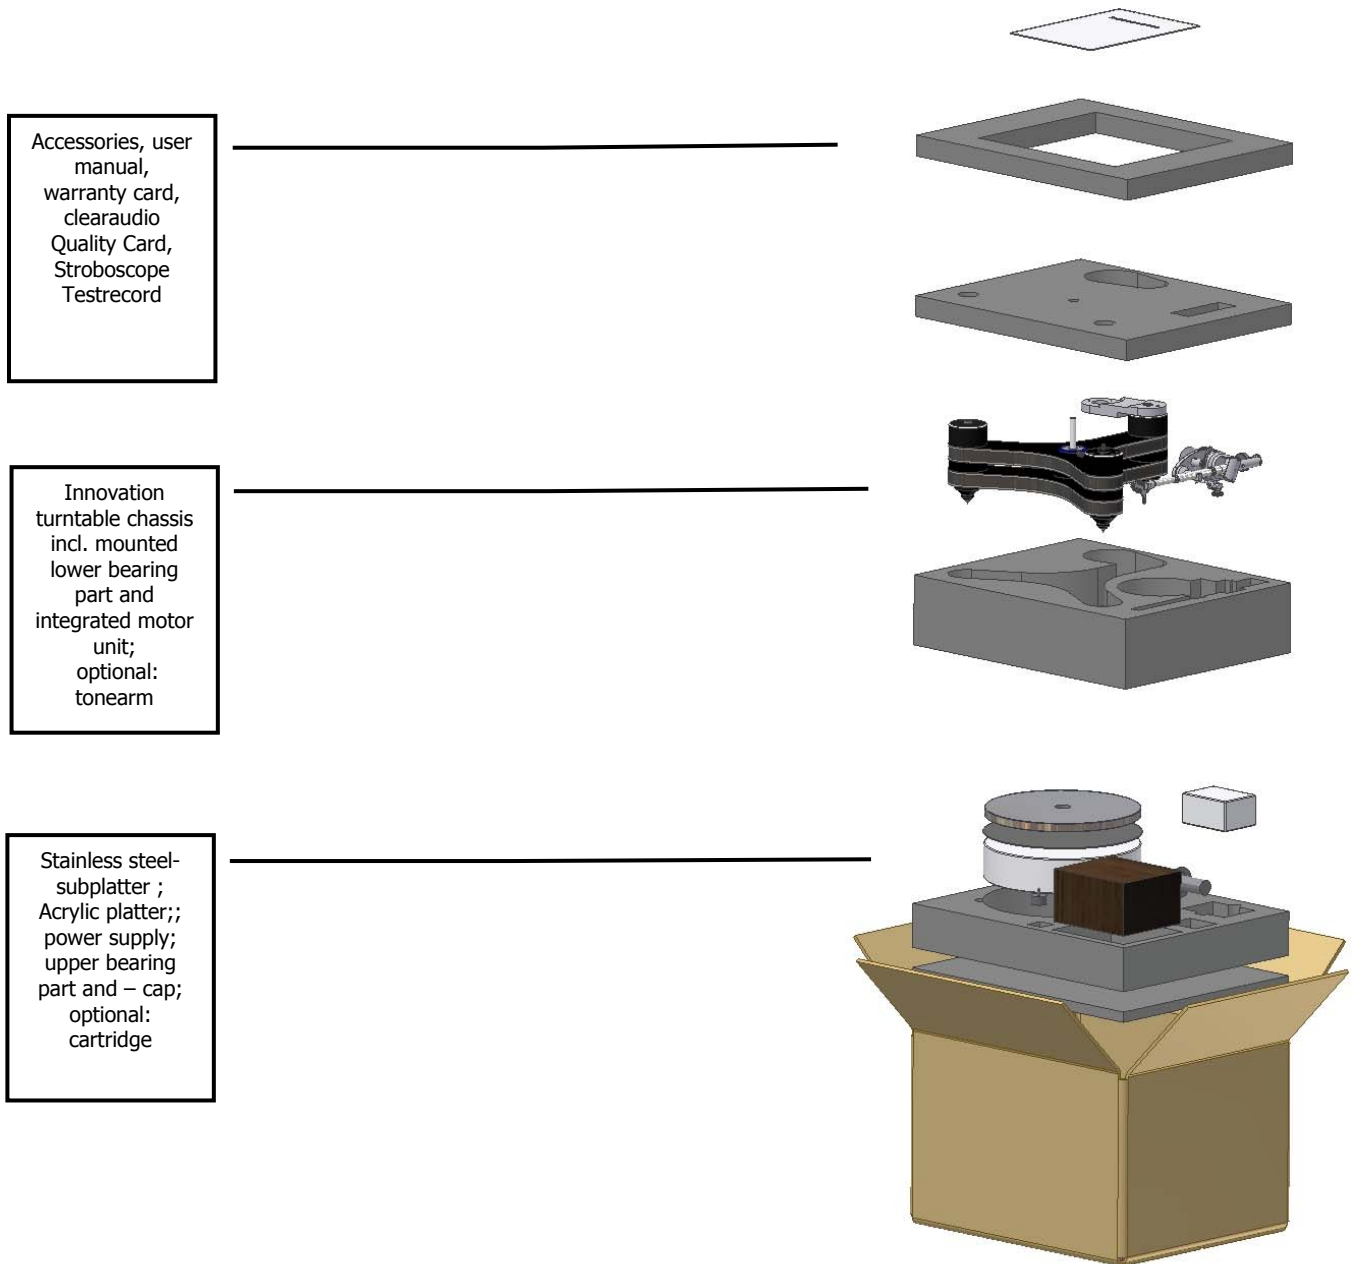 Accessories, user
manual,
warranty card,
clearaudio
Quality Card,
Stroboscope
Testrecord
Innovation
turntable chassis
incl. mounted
lower bearing
part and
integrated motor
unit;
optional:
tonearm
Stainless steel-
subplatter ;
Acrylic platter;;
power supply;
upper bearing
part and – cap;
optional:
cartridge